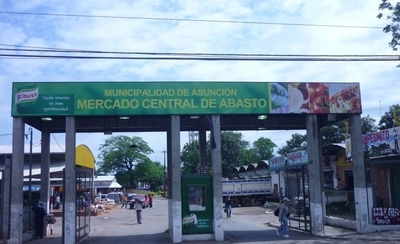 Knorr
MUNICIPALIDAD DE ASUNCIÓN
MERCADO CENTRAL DE ABASTO